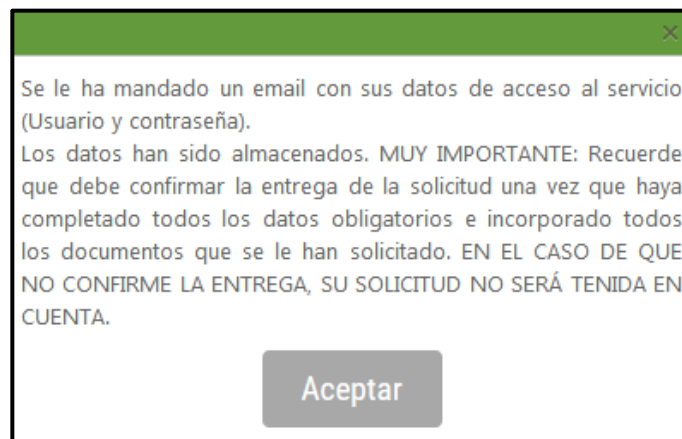 Se le ha mandado un email con sus datos de acceso al servicio
(Usuario y contraseña).
Los datos han sido almacenados. MUY IMPORTANTE: Recuerde
que debe confirmar la entrega de la solicitud una vez que haya
completado todos los datos obligatorios e incorporado todos
los documentos que se le han solicitado. EN EL CASO DE QUE
NO CONFIRME LA ENTREGA, SU SOLICITUD NO SERÁ TENIDA EN
CUENTA.
Aceptar